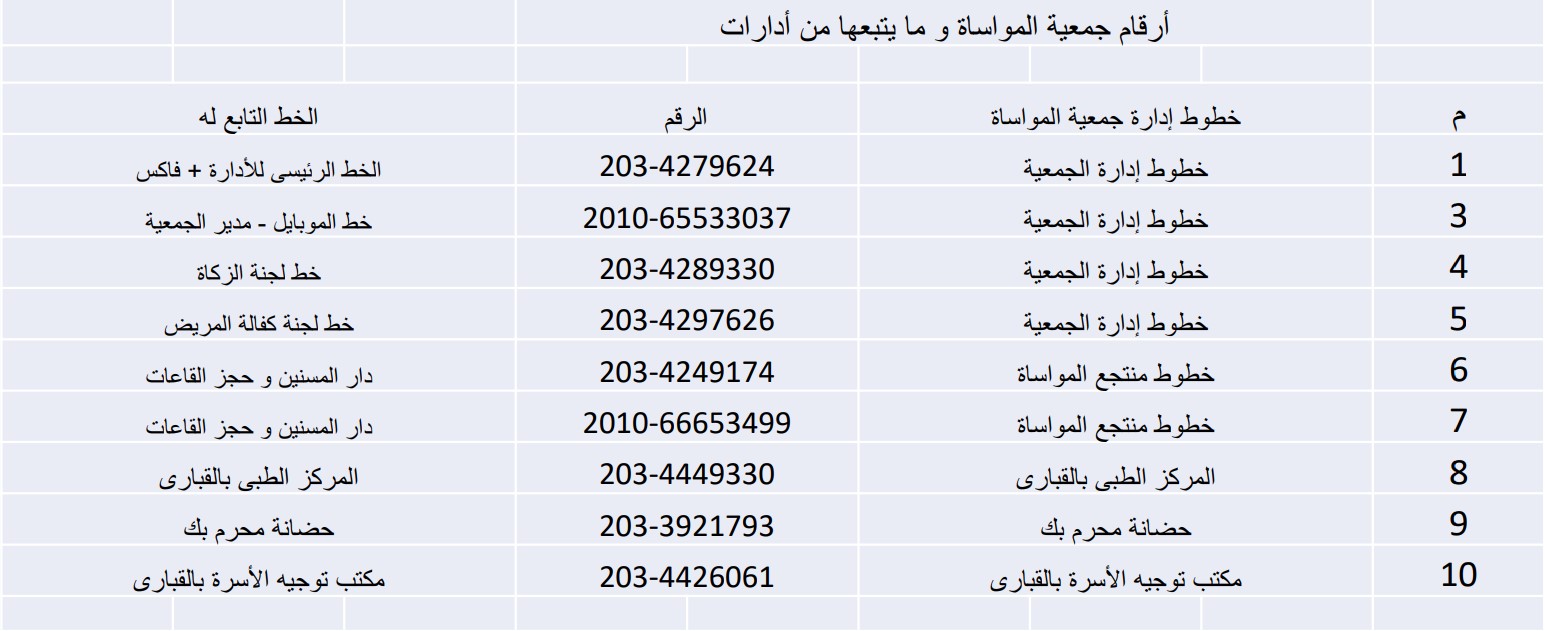 أرقام جمعية المواساة و ما يتبعها من أدارات
م خطوط إدارة جمعية المواساة الرقم الخط التابع له
1 خطوط إدارة الجمعية 203-4279624 الخط الرئيسى للأدارة + فاكس
3 خطوط إدارة الجمعية 2010-65533037 خط الموبايل - مدير الجمعية
4 خطوط إدارة الجمعية 203-4289330 خط لجنة الزكاة
5 خطوط إدارة الجمعية 203-4297626 خط لجنة كفالة المريض
6 خطوط منتجع المواساة 203-4249174 دار المسنين و حجز القاعات
7 خطوط منتجع المواساة 2010-66653499 دار المسنين و حجز القاعات
8 المركز الطبى بالقبارى 203-4449330 المركز الطبى بالقبارى
9 حضانة محرم بك 203-3921793 حضانة محرم بك
10 مكتب توجيه الأسرة بالقبارى 203-4426061 مكتب توجيه الأسرة بالقبارى